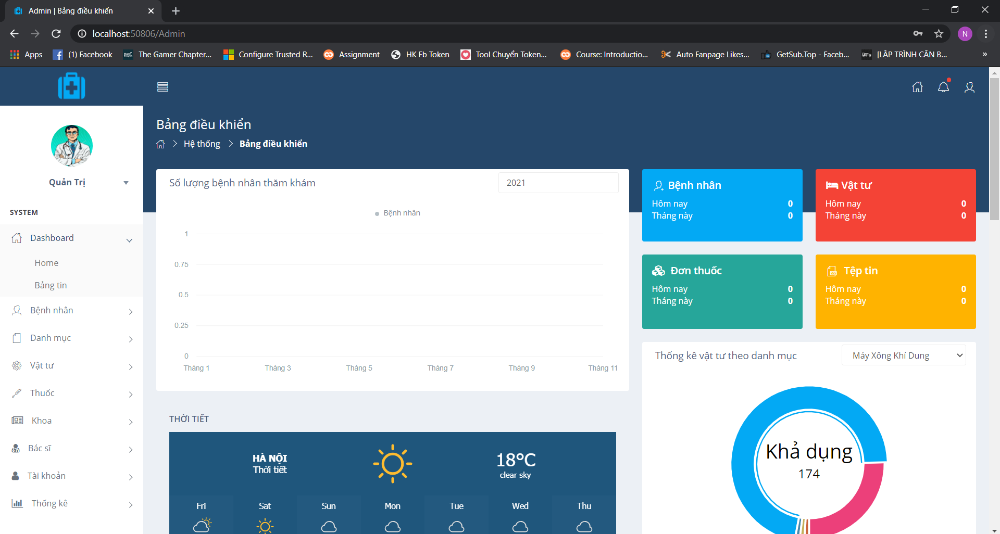 Admin | Bảng điều khiển
localhost:50806/Admin
N
Apps
(1) Facebook
The Gamer Chapter...
Configure Trusted R...
Assignment
HK Fb Token
Tool Chuyển Token...
Course: Introductio...
Auto Fanpage Likes...
GetSub.Top - Faceb...
[LẬP TRÌNH CĂN B...
»
Quản Trị
SYSTEM
Dashboard
Home
Bảng tin
Bệnh nhân
Danh mục
Vật tư
Thuốc
Khoa
Bác sĩ
Tài khoản
Thống kê
Bảng điều khiển
Hệ thống
Bảng điều khiển
Số lượng bệnh nhân thăm khám
2021
Bệnh nhân
1
0.75
0.5
0.25
0
Tháng 1
Tháng 3
Tháng 5
Tháng 7
Tháng 9
Tháng 11
Bệnh nhân
Hôm nay 0
Tháng này 0
Vật tư
Hôm nay 0
Tháng này 0
Đơn thuốc
Hôm nay 0
Tháng này 0
Tệp tin
Hôm nay 0
Tháng này 0
THỜI TIẾT
HÀ NỘI
Thời tiết
18°C
clear sky
Fri
Sat
Sun
Mon
Tue
Wed
Thu
Thống kê vật tư theo danh mục
Máy Xông Khí Dung
Khả dụng
174